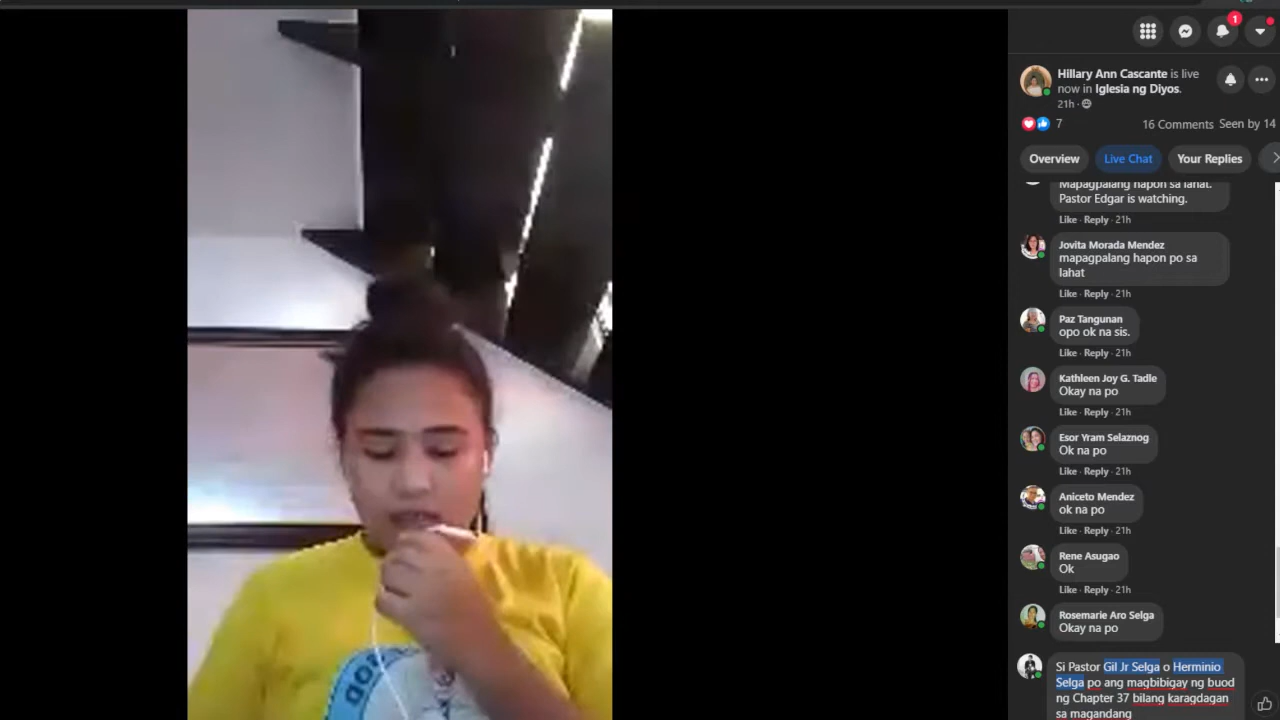 1
Hillary Ann Cascante is live
now in Iglesia ng Diyos.
21h
7
16 Comments Seen by 14
Overview
Live Chat
Your Replies
Mapagpalang hapon sa lahat.
Pastor Edgar is watching.
Like · Reply · 21h
Jovita Morada Mendez
mapagpalang hapon po sa
lahat
Like · Reply · 21h
Paz Tangunan
opo ok na sis.
Like · Reply · 21h
Kathleen Joy G. Tadle
Okay na po
Like · Reply · 21h
Esor Yram Selaznog
Ok na po
Like · Reply · 21h
Aniceto Mendez
ok na po
Like · Reply · 21h
Rene Asugao
Ok
Like · Reply · 21h
Rosemarie Aro Selga
Okay na po
Like · Reply · 21h
Si Pastor Gil Jr Selga o Herminio
Selga po ang magbibigay ng buod
ng Chapter 37 bilang karagdagan
sa magandang